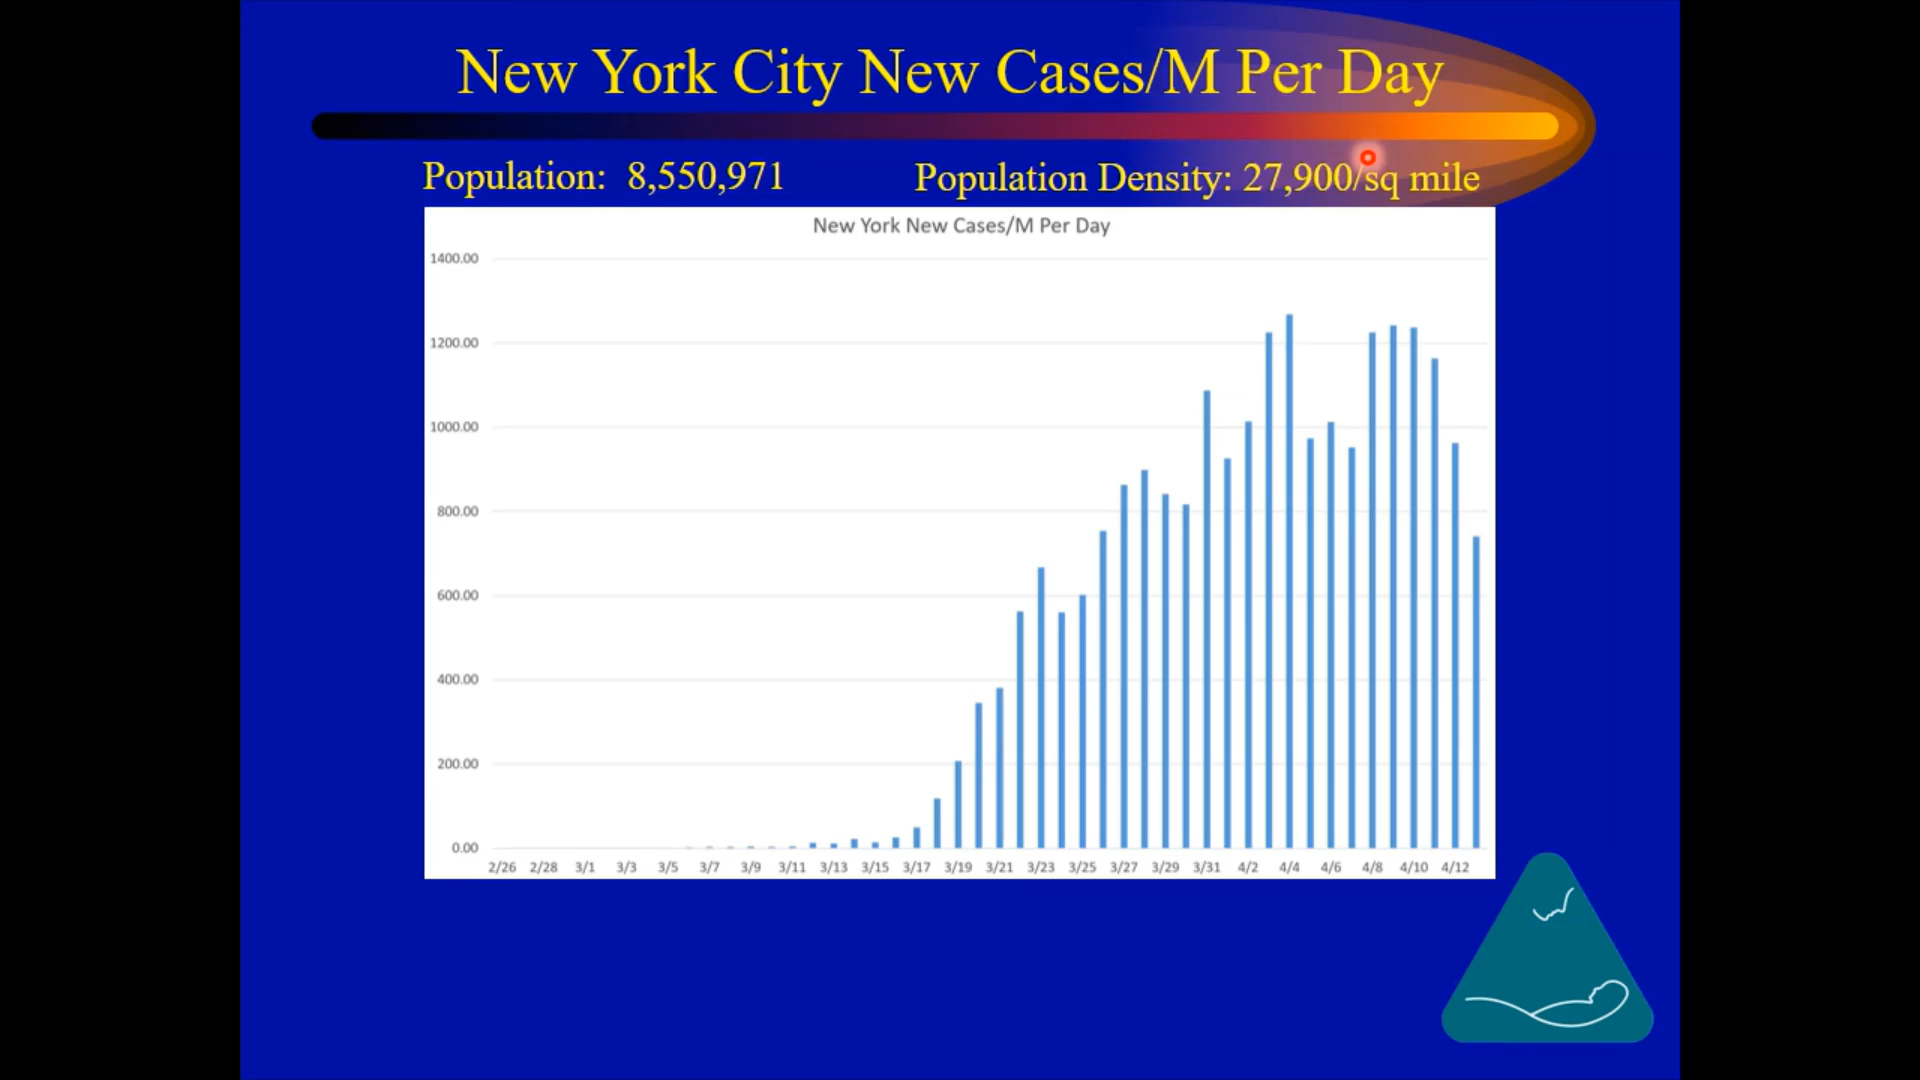 New York City New Cases/M Per Day
Population: 8,550,971 Population Density: 27,900/sq mile
New York New Cases/M Per Day
1400.00
1200.00
1000.00
800.00
600.00
400.00
200.00
0.00
2/26 2/28 3/1 3/3 3/5 3/7 3/9 3/11 3/13 3/15 3/17 3/19 3/21 3/23 3/25 3/27 3/29 3/31 4/2 4/4 4/6 4/8 4/10 4/12